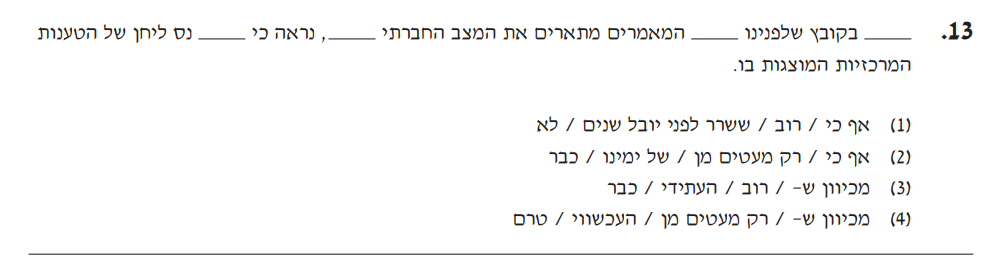 13. _____ בקובץ שלפנינו _____ המאמרים מתארים את המצב החברתי _____, נראה כי _____ נס ליחן של הטענות
המרכזיות המוצגות בו.
(1) אף כי / רוב / ששרר לפני יובל שנים / לא
(2) אף כי / רק מעטים מן / של ימינו / כבר
(3) מכיוון ש- / רוב / העתידי / כבר
(4) מכיוון ש- / רק מעטים מן / העכשווי / טרם